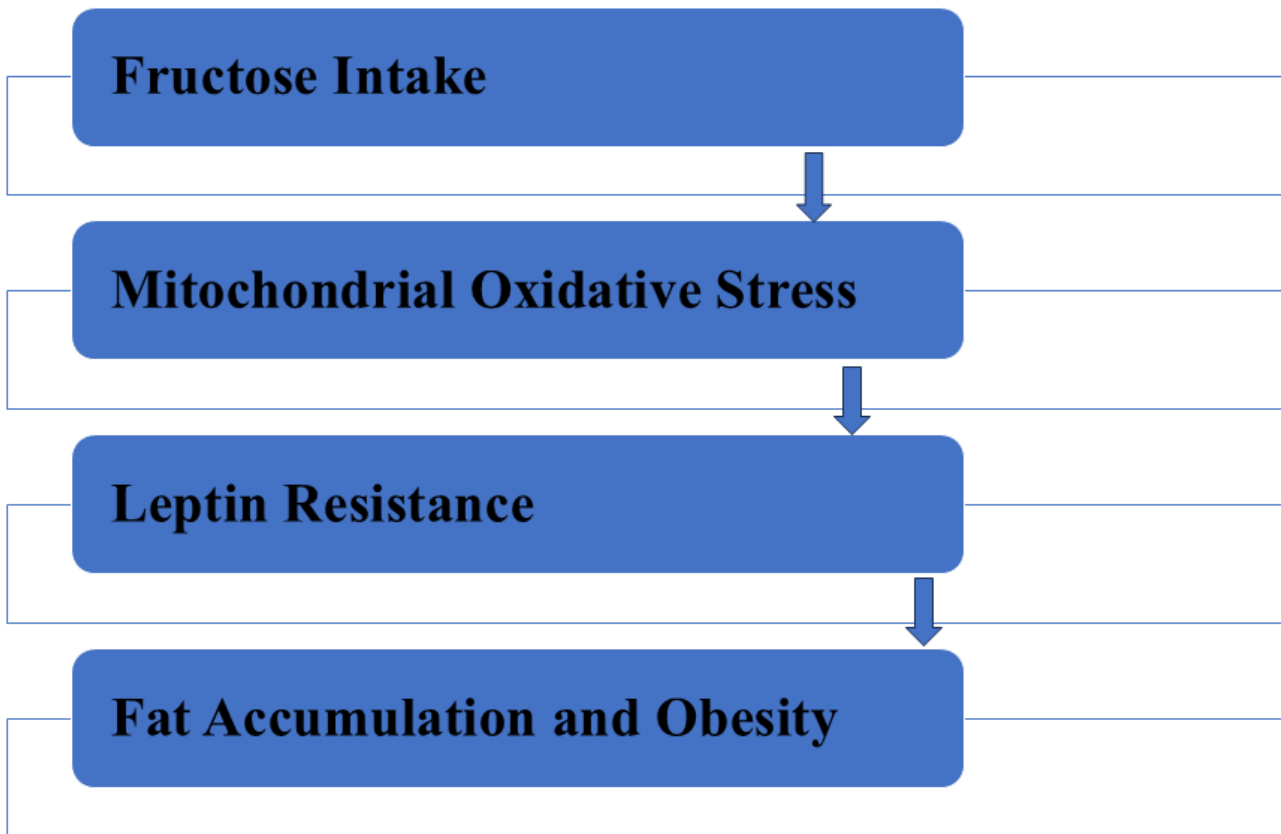 Fructose Intake
Mitochondrial Oxidative Stress
Leptin Resistance
Fat Accumulation and Obesity